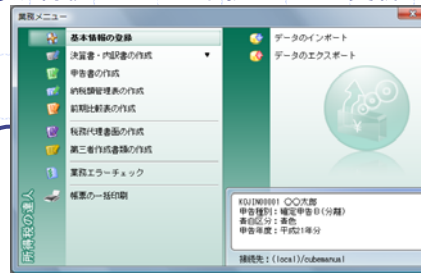 業務メニュー
基本情報の登録
決算書・内訳書の作成
申告書の作成
納税額管理表の作成
前期比較表の作成
税務代理書面の作成
第三者作成書類の作成
業務エラーチェック
帳票の一括印刷
データのインポート
データのエクスポート
所得税の達人
KOJIN00001 〇〇太郎
申告種別：確定申告B(分離)
青白区分：青色
申告年度：平成21年分
接続先：(local)/cubemanual